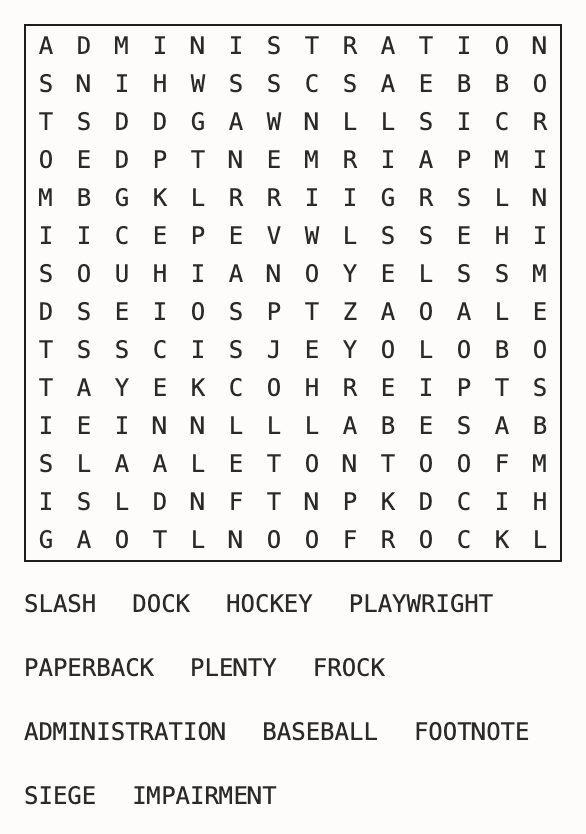 A D M I N I S T R A T I O N
S N I H W S S C S A E B B O
T S D D G A W N L L S I C R
O E D P T N E M R I A P M I
M B G K L R R I I G R S L N
I I C E P E V W L S S E H I
S O U H I A N O Y E L S S M
D S E I O S P T Z A O A L E
T S S C I S J E Y O L O B O
T A Y E K C O H R E I P T S
I E I N N L L L A B E S A B
S L A A L E T O N T O O F M
I S L D N F T N P K D C I H
G A O T L N O O F R O C K L
SLASH DOCK HOCKEY PLAYWRIGHT
PAPERBACK PLENTY FROCK
ADMINISTRATION BASEBALL FOOTNOTE
SIEGE IMPAIRMENT